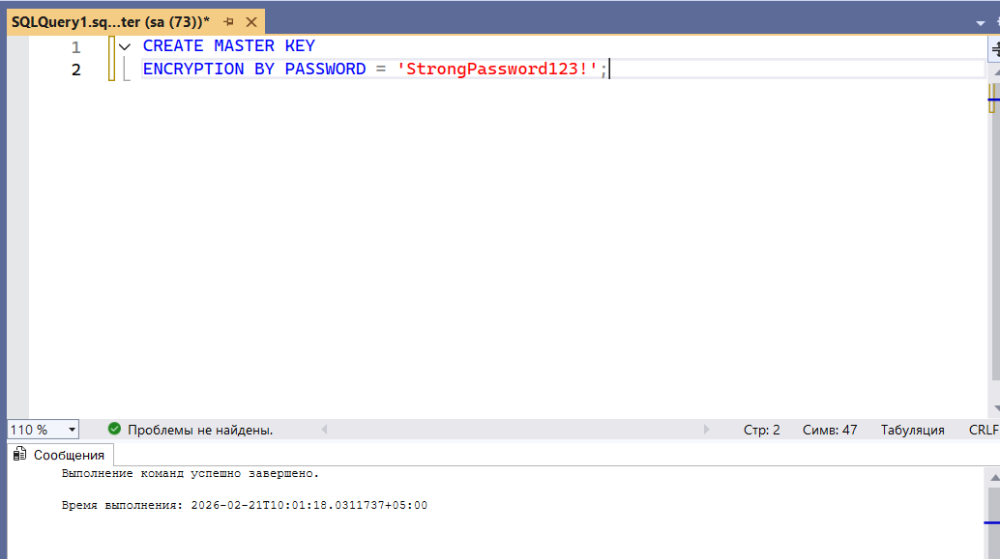 SQLQuery1.sq...ter (sa (73))*
1 CREATE MASTER KEY
2 ENCRYPTION BY PASSWORD = 'StrongPassword123!';
110 % Проблемы не найдены. Стр: 2 Симв: 47 Табуляция CRLF
Сообщения
Выполнение команд успешно завершено.
Время выполнения: 2026-02-21T10:01:18.0311737+05:00